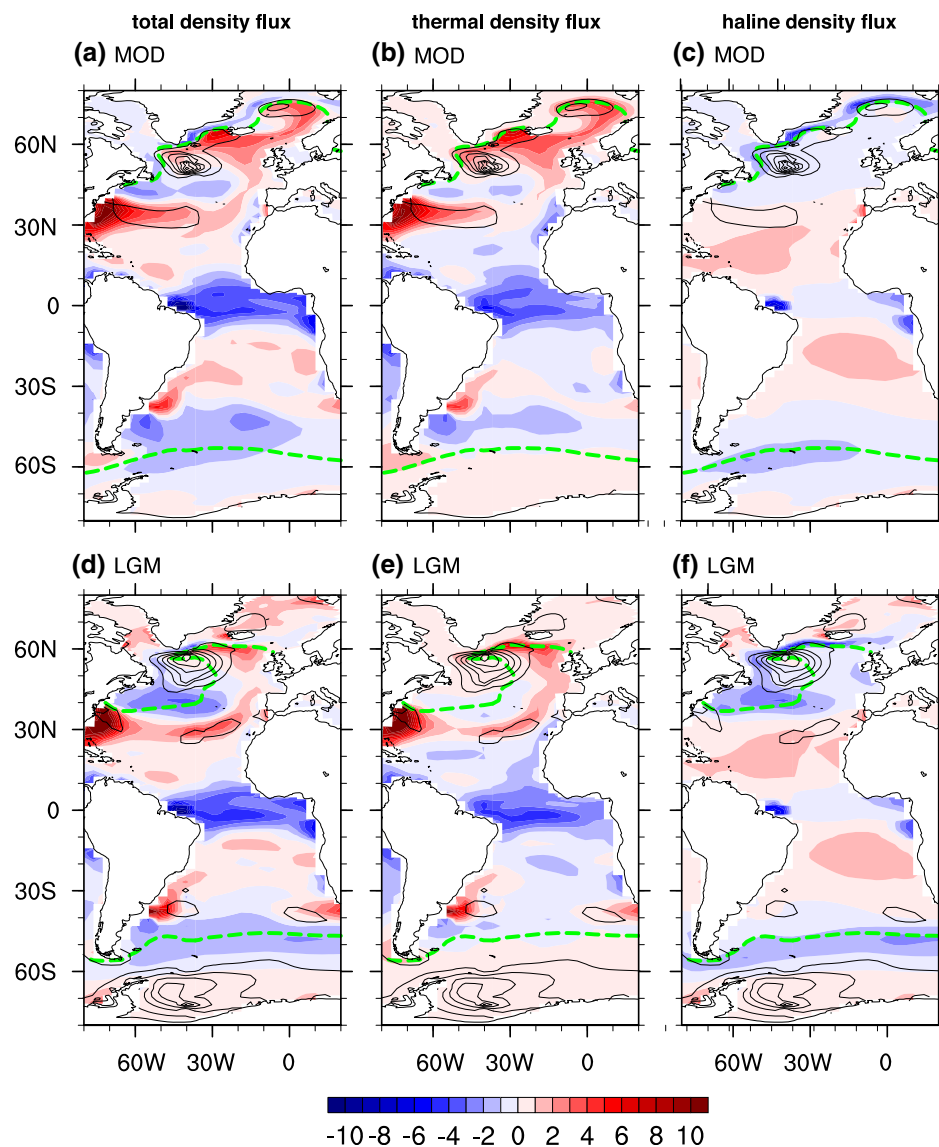 total density flux thermal density flux haline density flux
(a) MOD (b) MOD (c) MOD
60N
30N
0
30S
60S
(d) LGM (e) LGM (f) LGM
60N
30N
0
30S
60S
60W 30W 0 60W 30W 0 60W 30W 0
-10 -8 -6 -4 -2 0 2 4 6 8 10